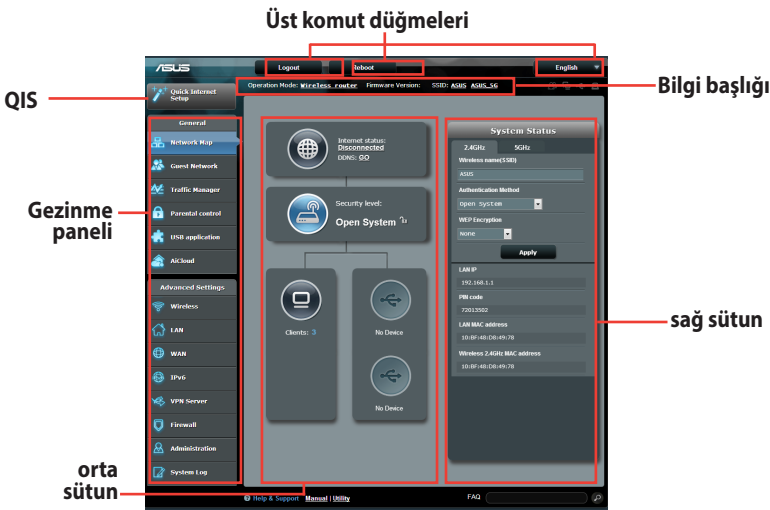 Üst komut düğmeleri
ASUS
Logout
Reboot
English
Quick Internet
Setup
Operation Mode: Wireless router Firmware Version: SSID: ASUS ASUS_5G
Bilgi başlığı
QIS
General
Network Map
Guest Network
Traffic Manager
Parental control
USB application
AiCloud
Gezinme
paneli
Advanced Settings
Wireless
LAN
WAN
IPv6
VPN Server
Firewall
Administration
System Log
Internet status:
Disconnected
DDNS: GO
Security level:
Open System
Clients: 3
No Device
No Device
System Status
2.4GHz 5GHz
Wireless name(SSID)
ASUS
Authentication Method
Open System
WEP Encryption
None
Apply
LAN IP
192.168.1.1
PIN code
72013502
LAN MAC address
10:BF:48:D8:49:78
Wireless 2.4GHz MAC address
10:BF:48:D8:49:78
sağ sütun
orta
sütun
Help & Support Manual | Utility FAQ